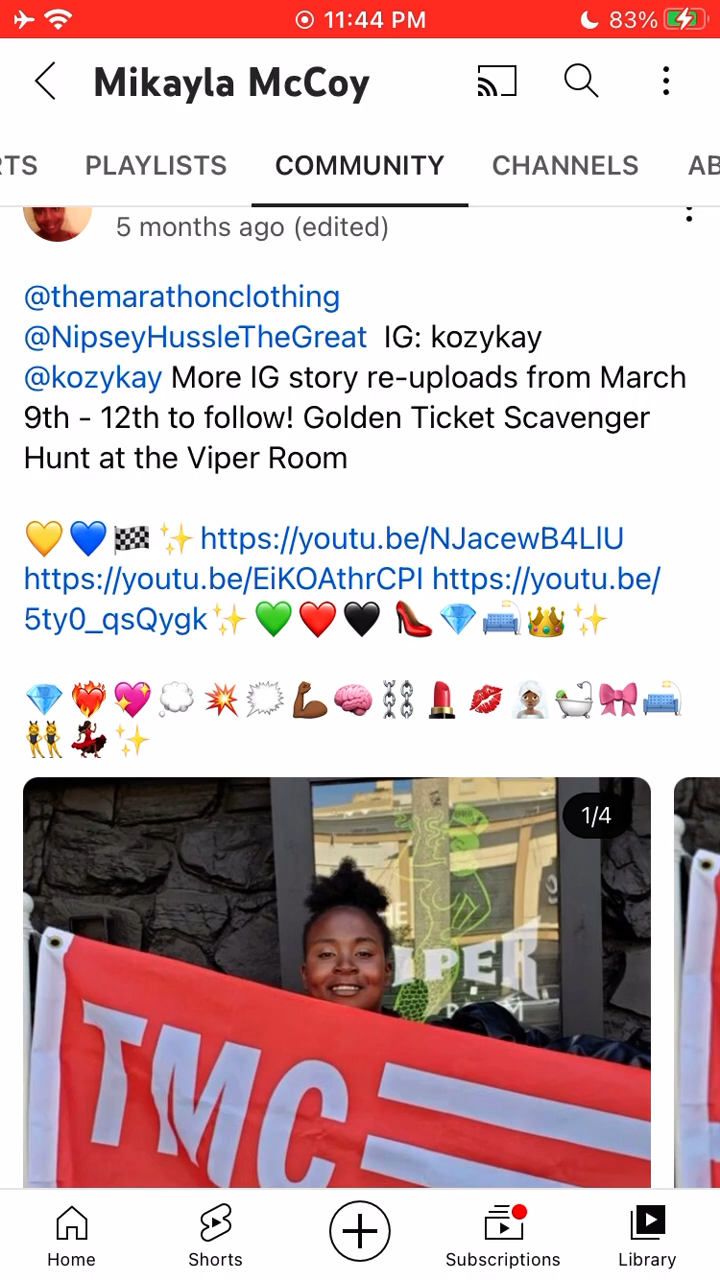 11:44 PM
83%
Mikayla McCoy
RTS PLAYLISTS COMMUNITY CHANNELS AB
5 months ago (edited)
@themarathonclothing
@NipseyHussleTheGreat IG: kozykay
@kozykay More IG story re-uploads from March
9th - 12th to follow! Golden Ticket Scavenger
Hunt at the Viper Room
💛💙🏁✨https://youtu.be/NJacewB4LlU
https://youtu.be/EiKOAthrCPI https://youtu.be/
5ty0_qsQygk✨💚❤️🖤👠💎🛋️👑✨
💎❤️‍🔥💖💭💥🗯️💪🏾🧠⛓️💄💋👰🏾🛀🎀🛋️
👯💃🏾✨
1/4
THE
VIPER
ROOM
TMC
Home Shorts Subscriptions Library